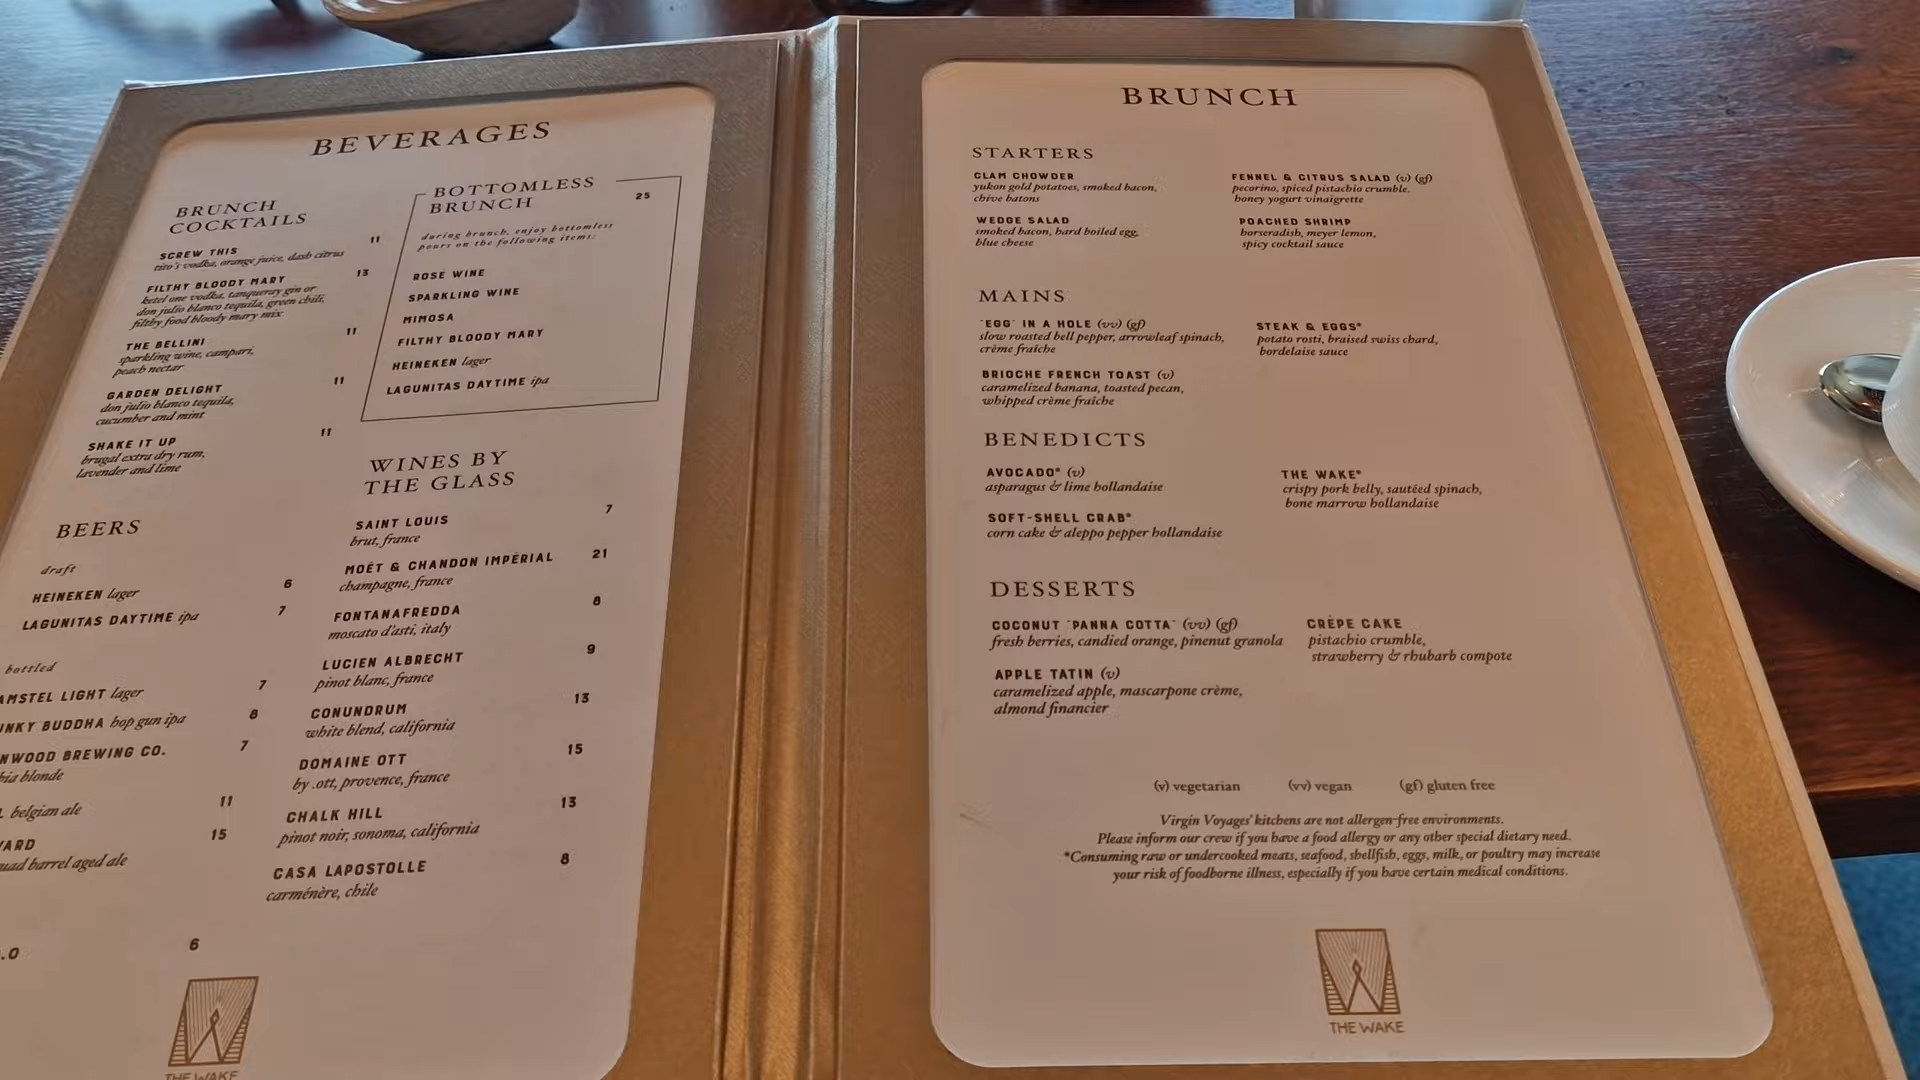 BEVERAGES
BRUNCH
COCKTAILS
SCREW THIS 11
tito's vodka, orange juice, dash citrus
FILTHY BLOODY MARY 13
ketel one vodka, tanqueray gin or
don julio blanco tequila, green chili,
filthy food bloody mary mix
THE BELLINI 11
sparkling wine, campari,
peach nectar
GARDEN DELIGHT 11
don julio blanco tequila,
cucumber and mint
SHAKE IT UP 11
brugal extra dry rum,
lavender and lime
BEERS
draft
HEINEKEN lager 6
LAGUNITAS DAYTIME ipa 7
bottled
AMSTEL LIGHT lager 7
NKY BUDDHA hop gun ipa 8
NWOOD BREWING CO. 7
blonde
belgian ale 11
ARD 15
barrel aged ale
.0 6
THE WAKE
BOTTOMLESS
BRUNCH 25
during brunch, enjoy bottomless
pours on the following items:
ROSÉ WINE
SPARKLING WINE
MIMOSA
FILTHY BLOODY MARY
HEINEKEN lager
LAGUNITAS DAYTIME ipa
WINES BY
THE GLASS
SAINT LOUIS 7
brut, france
MOËT & CHANDON IMPÉRIAL 21
champagne, france
FONTANAFREDDA 8
moscato d'asti, italy
LUCIEN ALBRECHT 9
pinot blanc, france
CONUNDRUM 13
white blend, california
DOMAINE OTT 15
by .ott, provence, france
CHALK HILL 13
pinot noir, sonoma, california
CASA LAPOSTOLLE 8
carménère, chile
BRUNCH
STARTERS
CLAM CHOWDER
yukon gold potatoes, smoked bacon,
chive batons
WEDGE SALAD
smoked bacon, hard boiled egg,
blue cheese
FENNEL & CITRUS SALAD (v) (gf)
pecorino, spiced pistachio crumble,
honey yogurt vinaigrette
POACHED SHRIMP
horseradish, meyer lemon,
spicy cocktail sauce
MAINS
"EGG" IN A HOLE (vv) (gf)
slow roasted bell pepper, arrowleaf spinach,
crème fraîche
BRIOCHE FRENCH TOAST (v)
caramelized banana, toasted pecan,
whipped crème fraîche
STEAK & EGGS*
potato rosti, braised swiss chard,
bordelaise sauce
BENEDICTS
AVOCADO* (v)
asparagus & lime hollandaise
SOFT-SHELL CRAB*
corn cake & aleppo pepper hollandaise
THE WAKE*
crispy pork belly, sautéed spinach,
bone marrow hollandaise
DESSERTS
COCONUT "PANNA COTTA" (vv) (gf)
fresh berries, candied orange, pinenut granola
APPLE TATIN (v)
caramelized apple, mascarpone crème,
almond financier
CRÊPE CAKE
pistachio crumble,
strawberry & rhubarb compote
(v) vegetarian (vv) vegan (gf) gluten free
Virgin Voyages' kitchens are not allergen-free environments.
Please inform our crew if you have a food allergy or any other special dietary need.
*Consuming raw or undercooked meats, seafood, shellfish, eggs, milk, or poultry may increase
your risk of foodborne illness, especially if you have certain medical conditions.
THE WAKE